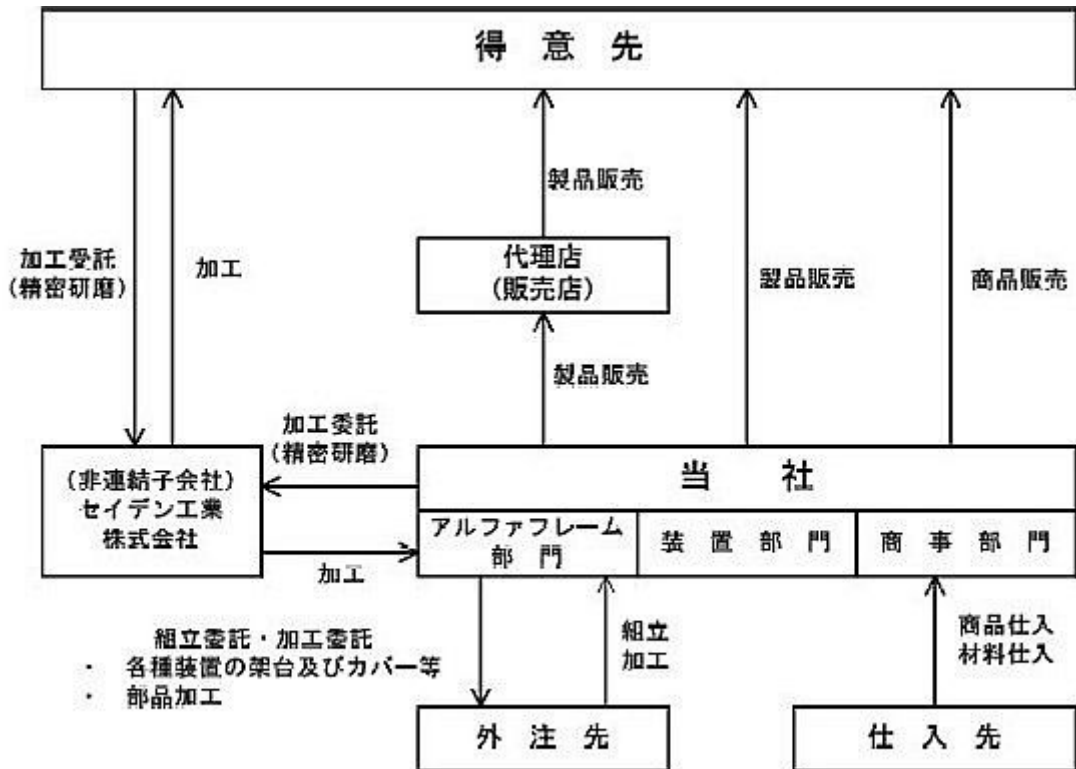 得意先
製品販売
加工受託
(精密研磨)
加工
代理店
(販売店)
製品販売
商品販売
製品販売
加工委託
(精密研磨)
(非連結子会社)
セイデン工業
株式会社
当社
アルファフレーム
部門
装置部門
商事部門
加工
組立委託・加工委託
・ 各種装置の架台及びカバー等
・ 部品加工
組立
加工
商品仕入
材料仕入
外注先
仕入先